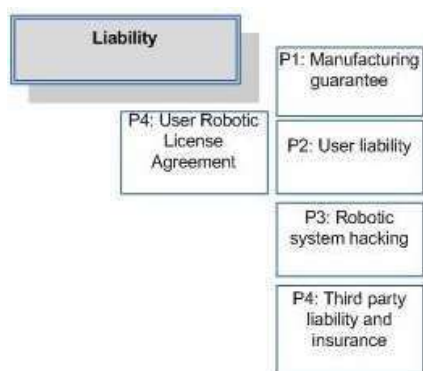 Liability
P1: Manufacturing
guarantee
P4: User Robotic
License
Agreement
P2: User liability
P3: Robotic
system hacking
P4: Third party
liability and
insurance